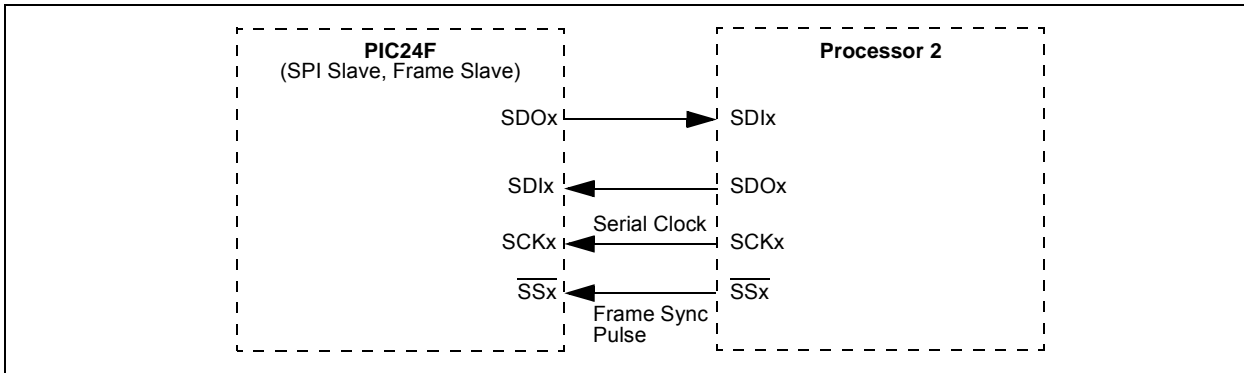 PIC24F
(SPI Slave, Frame Slave)
Processor 2
SDOx
SDIx
SDIx
SDOx
Serial Clock
SCKx
SCKx
SSx
SSx
Frame Sync
Pulse